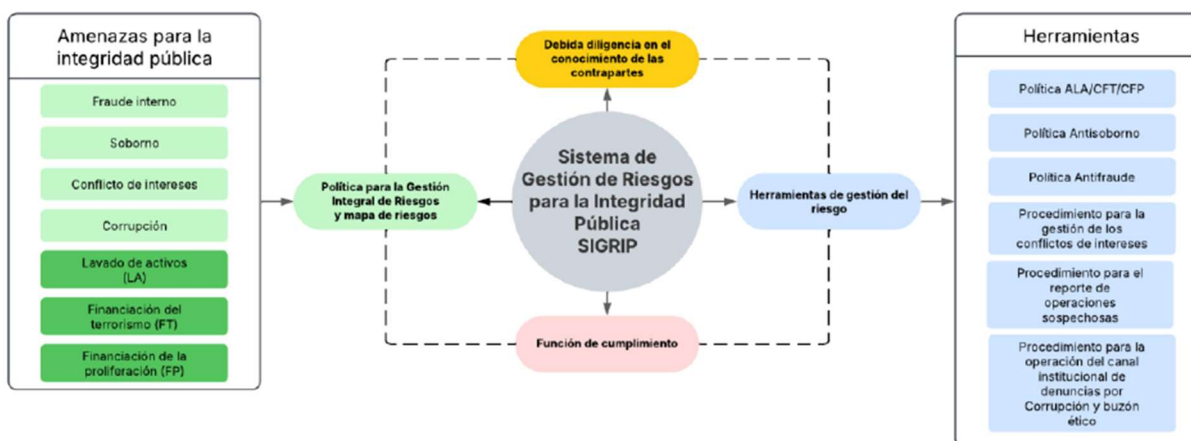 Amenazas para la
integridad pública
Fraude interno
Soborno
Conflicto de intereses
Corrupción
Lavado de activos
(LA)
Financiación del
terrorismo (FT)
Financiación de la
proliferación (FP)
Política para la Gestión
Integral de Riesgos
y mapa de riesgos
Debida diligencia en el
conocimiento de las
contrapartes
Sistema de
Gestión de Riesgos
para la Integridad
Pública
SIGRIP
Función de cumplimiento
Herramientas de gestión del
riesgo
Herramientas
Política ALA/CFT/CFP
Política Antisoborno
Política Antifraude
Procedimiento para la
gestión de los
conflictos de intereses
Procedimiento para el
reporte de
operaciones
sospechosas
Procedimiento para la
operación del canal
institucional de
denuncias por
Corrupción y buzón
ético